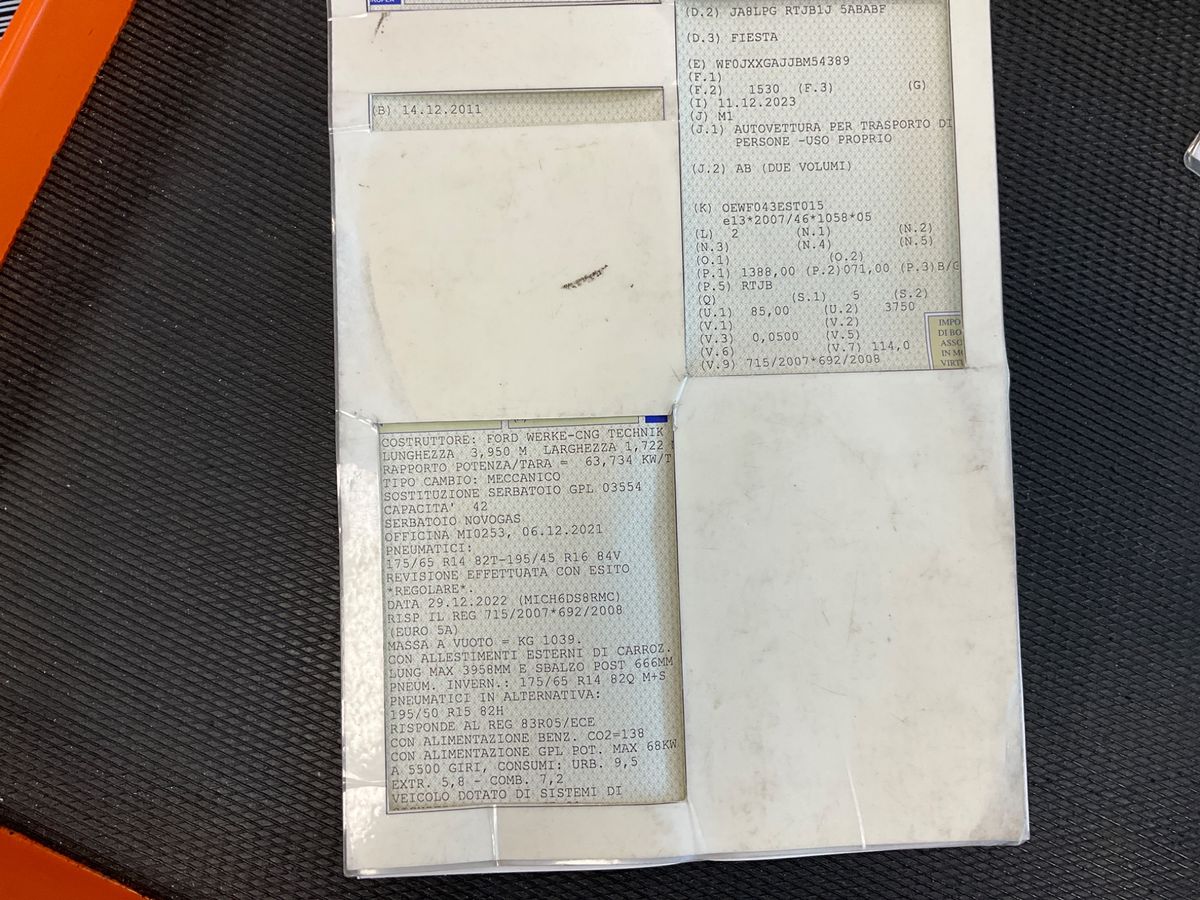 (B) 14.12.2011
(D.2) JA8LPG RTJB1J 5ABABF
(D.3) FIESTA
(E) WF0JXXGAJJBM54389
(F.1)
(F.2) 1530 (F.3) (G)
(I) 11.12.2023
(J) M1
(J.1) AUTOVETTURA PER TRASPORTO DI
PERSONE -USO PROPRIO
(J.2) AB (DUE VOLUMI)
(K) OEWF043EST015
e13*2007/46*1058*05
(L) 2 (N.1) (N.2)
(N.3) (N.4) (N.5)
(O.1) (O.2)
(P.1) 1388,00 (P.2)071,00 (P.3)B/G
(P.5) RTJB
(Q) (S.1) 5 (S.2)
(U.1) 85,00 (U.2) 3750
(V.1) (V.2)
(V.3) 0,0500 (V.5)
(V.6) (V.7) 114,0
(V.9) 715/2007*692/2008
IMPO
DI BO
ASSO
IN MO
VIRT
COSTRUTTORE: FORD WERKE-CNG TECHNIK
LUNGHEZZA 3,950 M LARGHEZZA 1,722
RAPPORTO POTENZA/TARA = 63,734 KW/T
TIPO CAMBIO: MECCANICO
SOSTITUZIONE SERBATOIO GPL 03554
CAPACITA' 42
SERBATOIO NOVOGAS
OFFICINA MI0253, 06.12.2021
PNEUMATICI:
175/65 R14 82T-195/45 R16 84V
REVISIONE EFFETTUATA CON ESITO
*REGOLARE*.
DATA 29.12.2022 (MICH6DS8RMC)
RISP IL REG 715/2007*692/2008
(EURO 5A)
MASSA A VUOTO = KG 1039.
CON ALLESTIMENTI ESTERNI DI CARROZ.
LUNG MAX 3958MM E SBALZO POST 666MM
PNEUM. INVERN.: 175/65 R14 82Q M+S
PNEUMATICI IN ALTERNATIVA:
195/50 R15 82H
RISPONDE AL REG 83R05/ECE
CON ALIMENTAZIONE BENZ. CO2=138
CON ALIMENTAZIONE GPL POT. MAX 68KW
A 5500 GIRI, CONSUMI: URB. 9,5
EXTR. 5,8 - COMB. 7,2
VEICOLO DOTATO DI SISTEMI DI